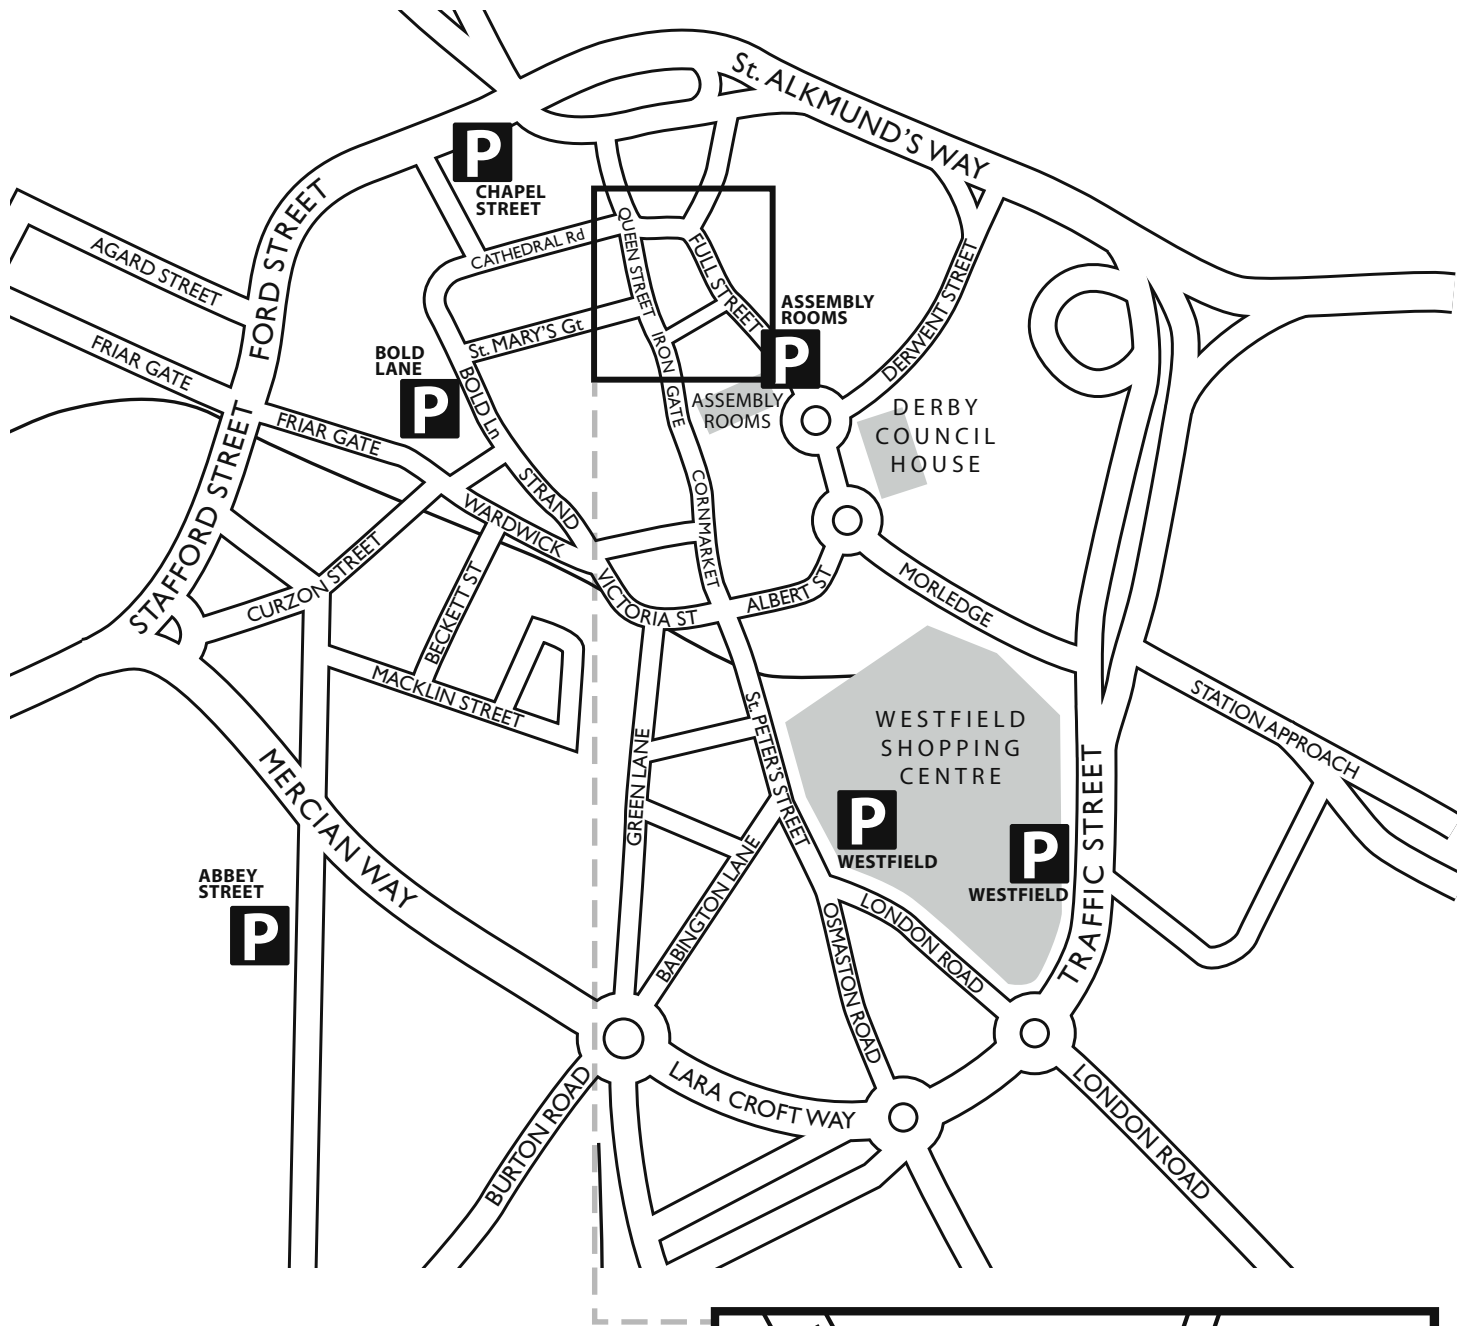 St. ALKMUND'S WAY
P
CHAPEL
STREET
FORD STREET
AGARD STREET
FRIAR GATE
CATHEDRAL Rd
QUEEN STREET
FULL STREET
DERWENT STREET
St. MARY'S Gt
IRON GATE
ASSEMBLY
ROOMS
P
BOLD
LANE
P
BOLD Ln
ASSEMBLY
ROOMS
DERBY
COUNCIL
HOUSE
FRIAR GATE
STAFFORD STREET
STRAND
WARDWICK
CORNMARKET
CURZON STREET
BECKETT ST
VICTORIA ST
ALBERT ST
MORLEDGE
MACKLIN STREET
STATION APPROACH
WESTFIELD
SHOPPING
CENTRE
St. PETER'S STREET
GREEN LANE
MERCIAN WAY
P
WESTFIELD
P
WESTFIELD
TRAFFIC STREET
ABBEY
STREET
P
BABINGTON LANE
OSMASTON ROAD
LONDON ROAD
LARA CROFT WAY
BURTON ROAD
LONDON ROAD